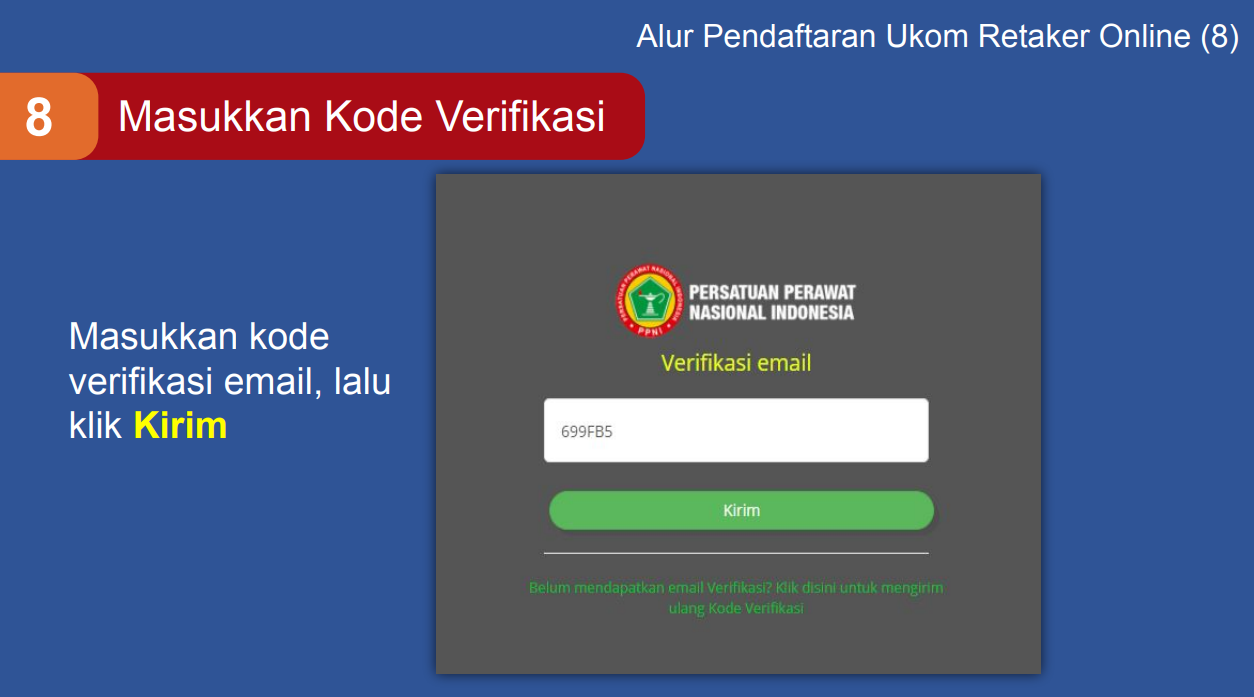 Alur Pendaftaran Ukom Retaker Online (8)
8
Masukkan Kode Verifikasi
Masukkan kode
verifikasi email, lalu
klik Kirim
PERSATUAN PERAWAT NASIONAL INDONESIA
PPNI
PERSATUAN PERAWAT
NASIONAL INDONESIA
Verifikasi email
699FB5
Kirim
Belum mendapatkan email Verifikasi? Klik disini untuk mengirim
ulang Kode Verifikasi